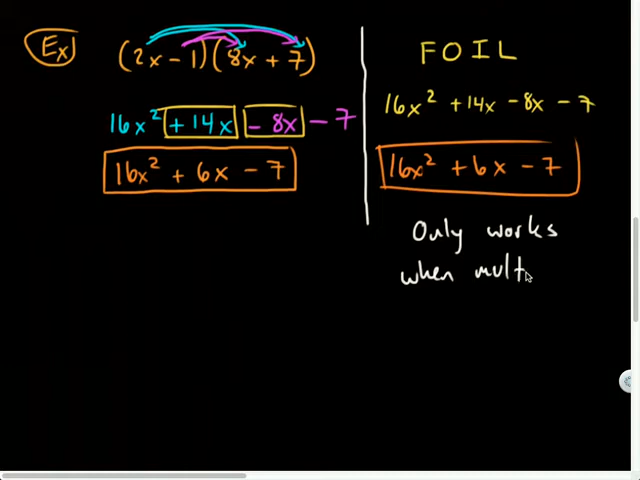 Ex
(2x - 1)(8x + 7)
16x² + 14x - 8x - 7
16x² + 6x - 7
FOIL
16x² + 14x - 8x - 7
16x² + 6x - 7
Only works
when mult